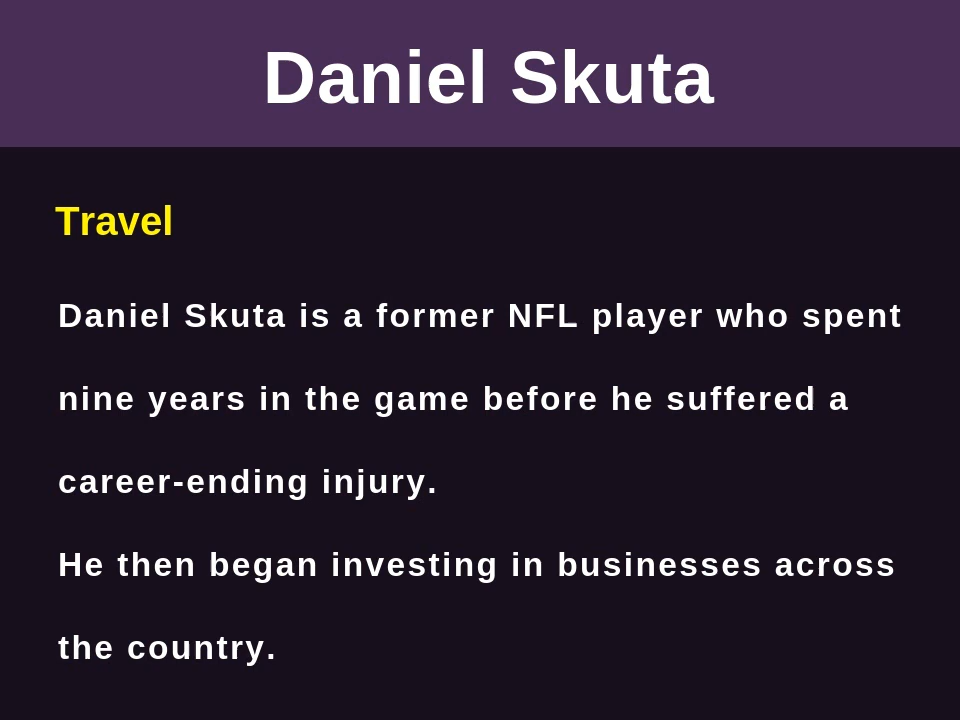 Daniel Skuta
Travel
Daniel Skuta is a former NFL player who spent
nine years in the game before he suffered a
career-ending injury.
He then began investing in businesses across
the country.